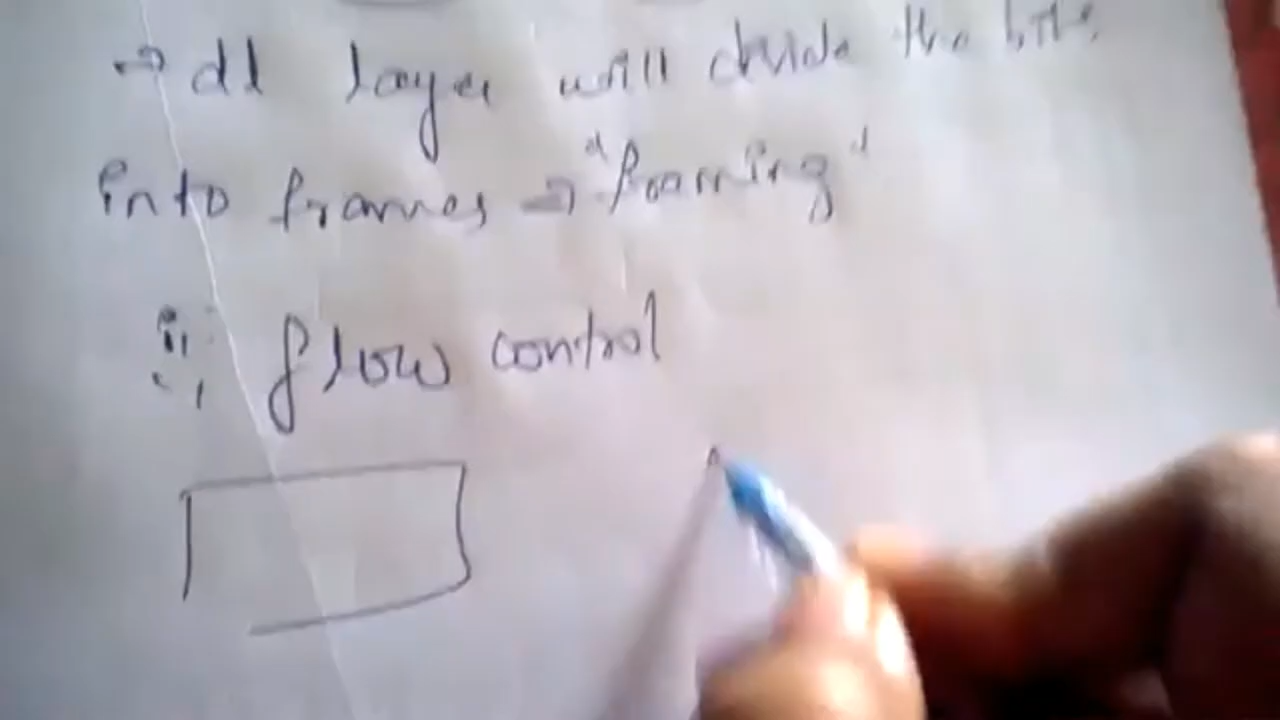 → dl layer will divide the bits
into frames → "framing"
ii, flow control